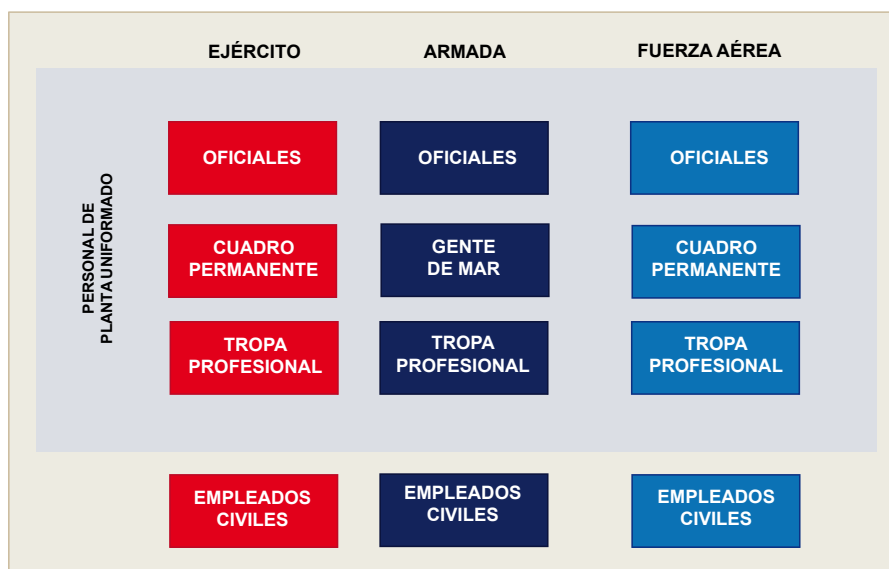 EJÉRCITO
ARMADA
FUERZA AÉREA
PERSONAL DE
PLANTA UNIFORMADO
OFICIALES
OFICIALES
OFICIALES
CUADRO
PERMANENTE
GENTE
DE MAR
CUADRO
PERMANENTE
TROPA
PROFESIONAL
TROPA
PROFESIONAL
TROPA
PROFESIONAL
EMPLEADOS
CIVILES
EMPLEADOS
CIVILES
EMPLEADOS
CIVILES